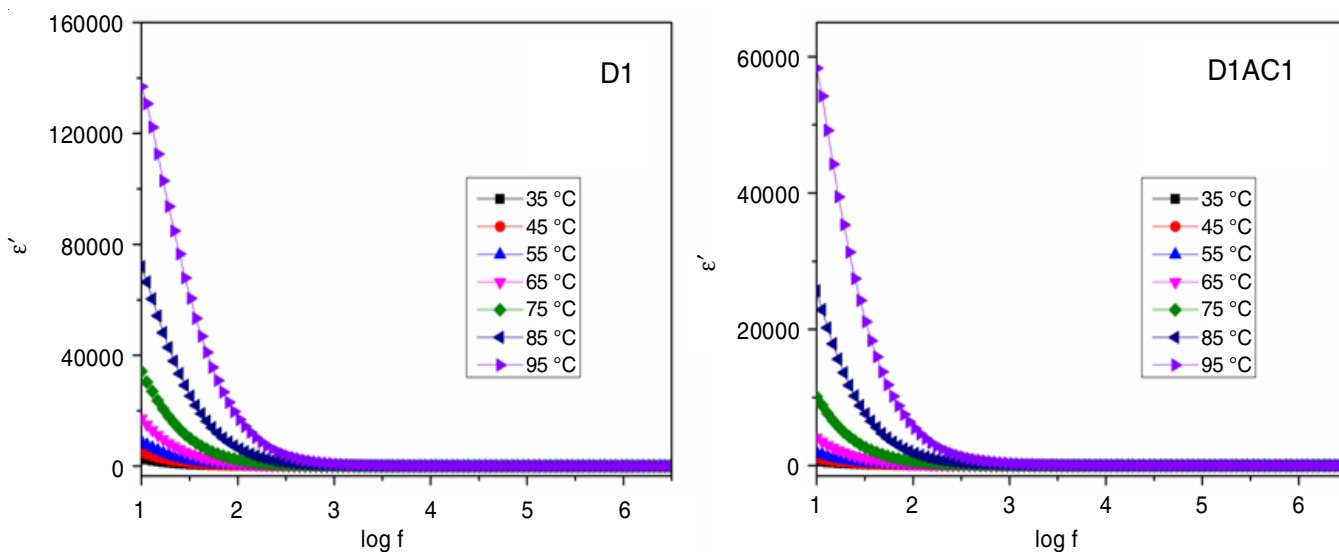 160000
120000
80000
40000
0
ε′
D1
35 °C
45 °C
55 °C
65 °C
75 °C
85 °C
95 °C
1 2 3 4 5 6
log f
60000
40000
20000
0
ε′
D1AC1
35 °C
45 °C
55 °C
65 °C
75 °C
85 °C
95 °C
1 2 3 4 5 6
log f